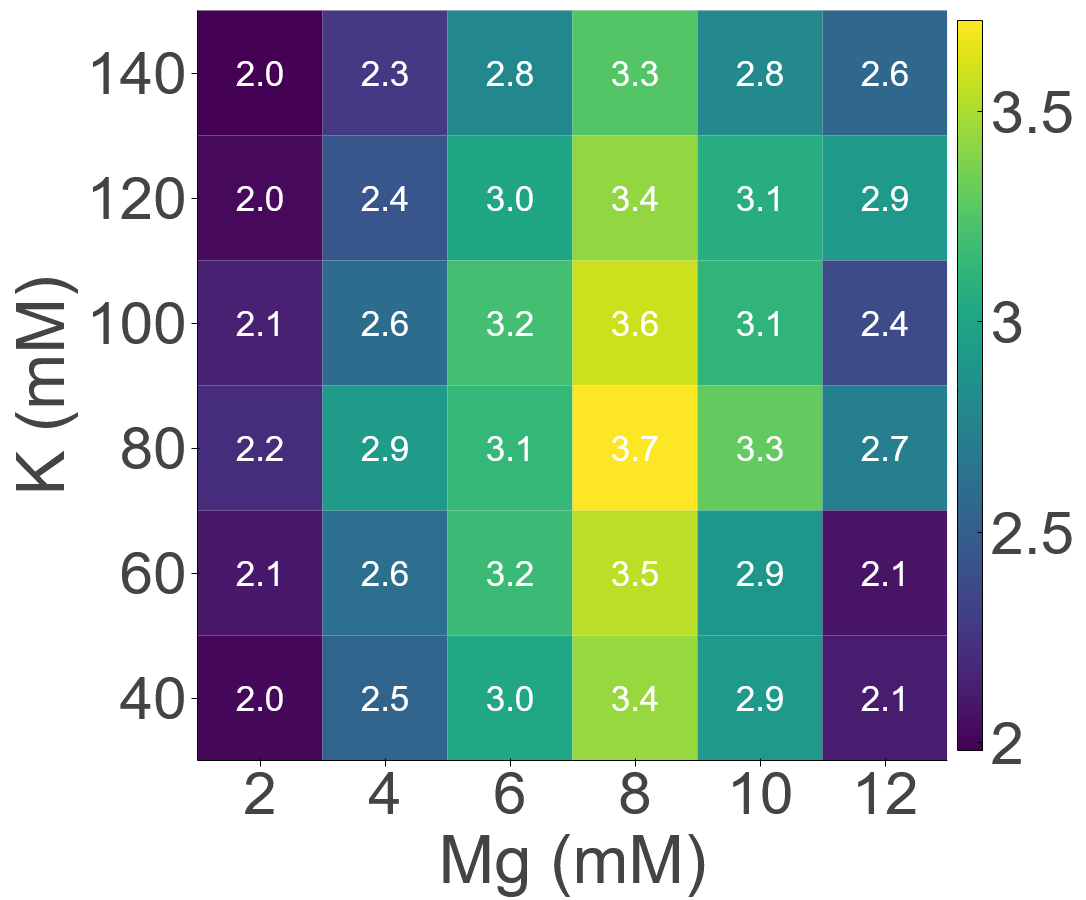 140 2.0 2.3 2.8 3.3 2.8 2.6
3.5
120 2.0 2.4 3.0 3.4 3.1 2.9
100 2.1 2.6 3.2 3.6 3.1 2.4
3
80 2.2 2.9 3.1 3.7 3.3 2.7
60 2.1 2.6 3.2 3.5 2.9 2.1
2.5
40 2.0 2.5 3.0 3.4 2.9 2.1
2
2 4 6 8 10 12
Mg (mM)
K (mM)